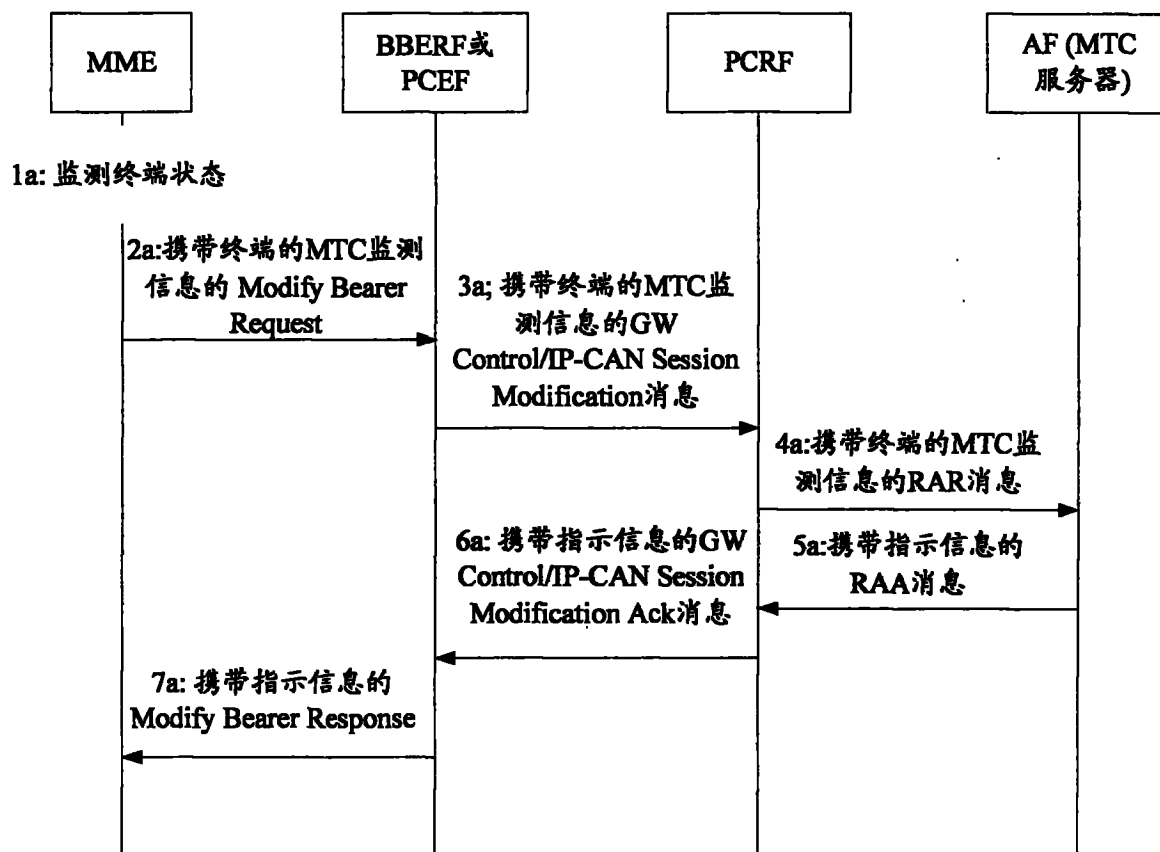 MME
BBERF或
PCEF
PCRF
AF (MTC
服务器)
1a: 监测终端状态
2a:携带终端的MTC监测
信息的 Modify Bearer
Request
3a; 携带终端的MTC监
测信息的GW
Control/IP-CAN Session
Modification消息
4a:携带终端的MTC监
测信息的RAR消息
5a:携带指示信息的
RAA消息
6a: 携带指示信息的GW
Control/IP-CAN Session
Modification Ack消息
7a: 携带指示信息的
Modify Bearer Response